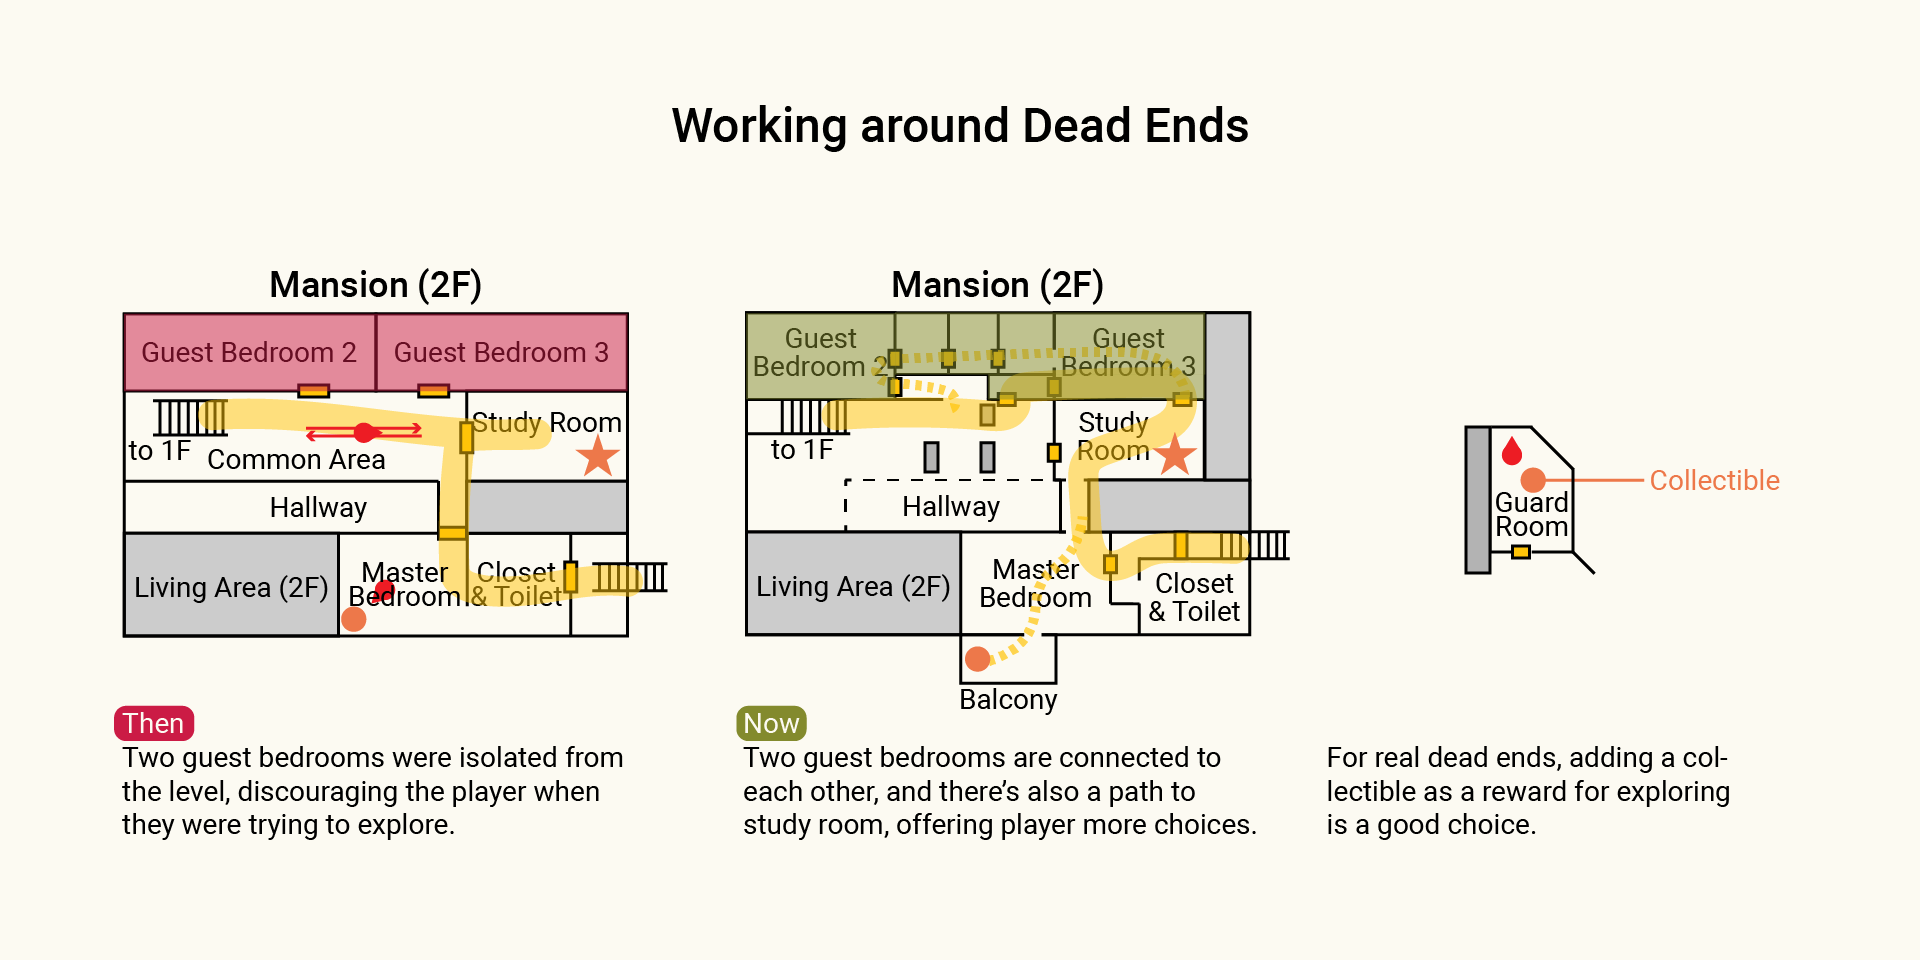 Working around Dead Ends
Mansion (2F)
Guest Bedroom 2
Guest Bedroom 3
Study Room
to 1F
Common Area
Hallway
Living Area (2F)
Master
Bedroom
Closet
& Toilet
Then
Two guest bedrooms were isolated from
the level, discouraging the player when
they were trying to explore.
Mansion (2F)
Guest
Bedroom 2
Guest
Bedroom 3
Study
Room
to 1F
Hallway
Living Area (2F)
Master
Bedroom
Closet
& Toilet
Balcony
Now
Two guest bedrooms are connected to
each other, and there’s also a path to
study room, offering player more choices.
Collectible
Guard
Room
For real dead ends, adding a col-
lectible as a reward for exploring
is a good choice.